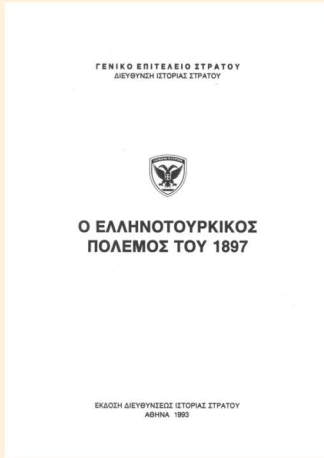 ΓΕΝΙΚΟ ΕΠΙΤΕΛΕΙΟ ΣΤΡΑΤΟΥ
ΔΙΕΥΘΥΝΣΗ ΙΣΤΟΡΙΑΣ ΣΤΡΑΤΟΥ
Ο ΕΛΛΗΝΟΤΟΥΡΚΙΚΟΣ
ΠΟΛΕΜΟΣ ΤΟΥ 1897
ΕΚΔΟΣΗ ΔΙΕΥΘΥΝΣΕΩΣ ΙΣΤΟΡΙΑΣ ΣΤΡΑΤΟΥ
ΑΘΗΝΑ 1993